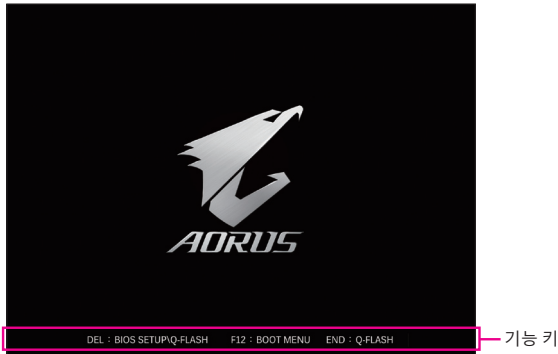 AORUS
DEL : BIOS SETUP\Q-FLASH F12 : BOOT MENU END : Q-FLASH
기능 키